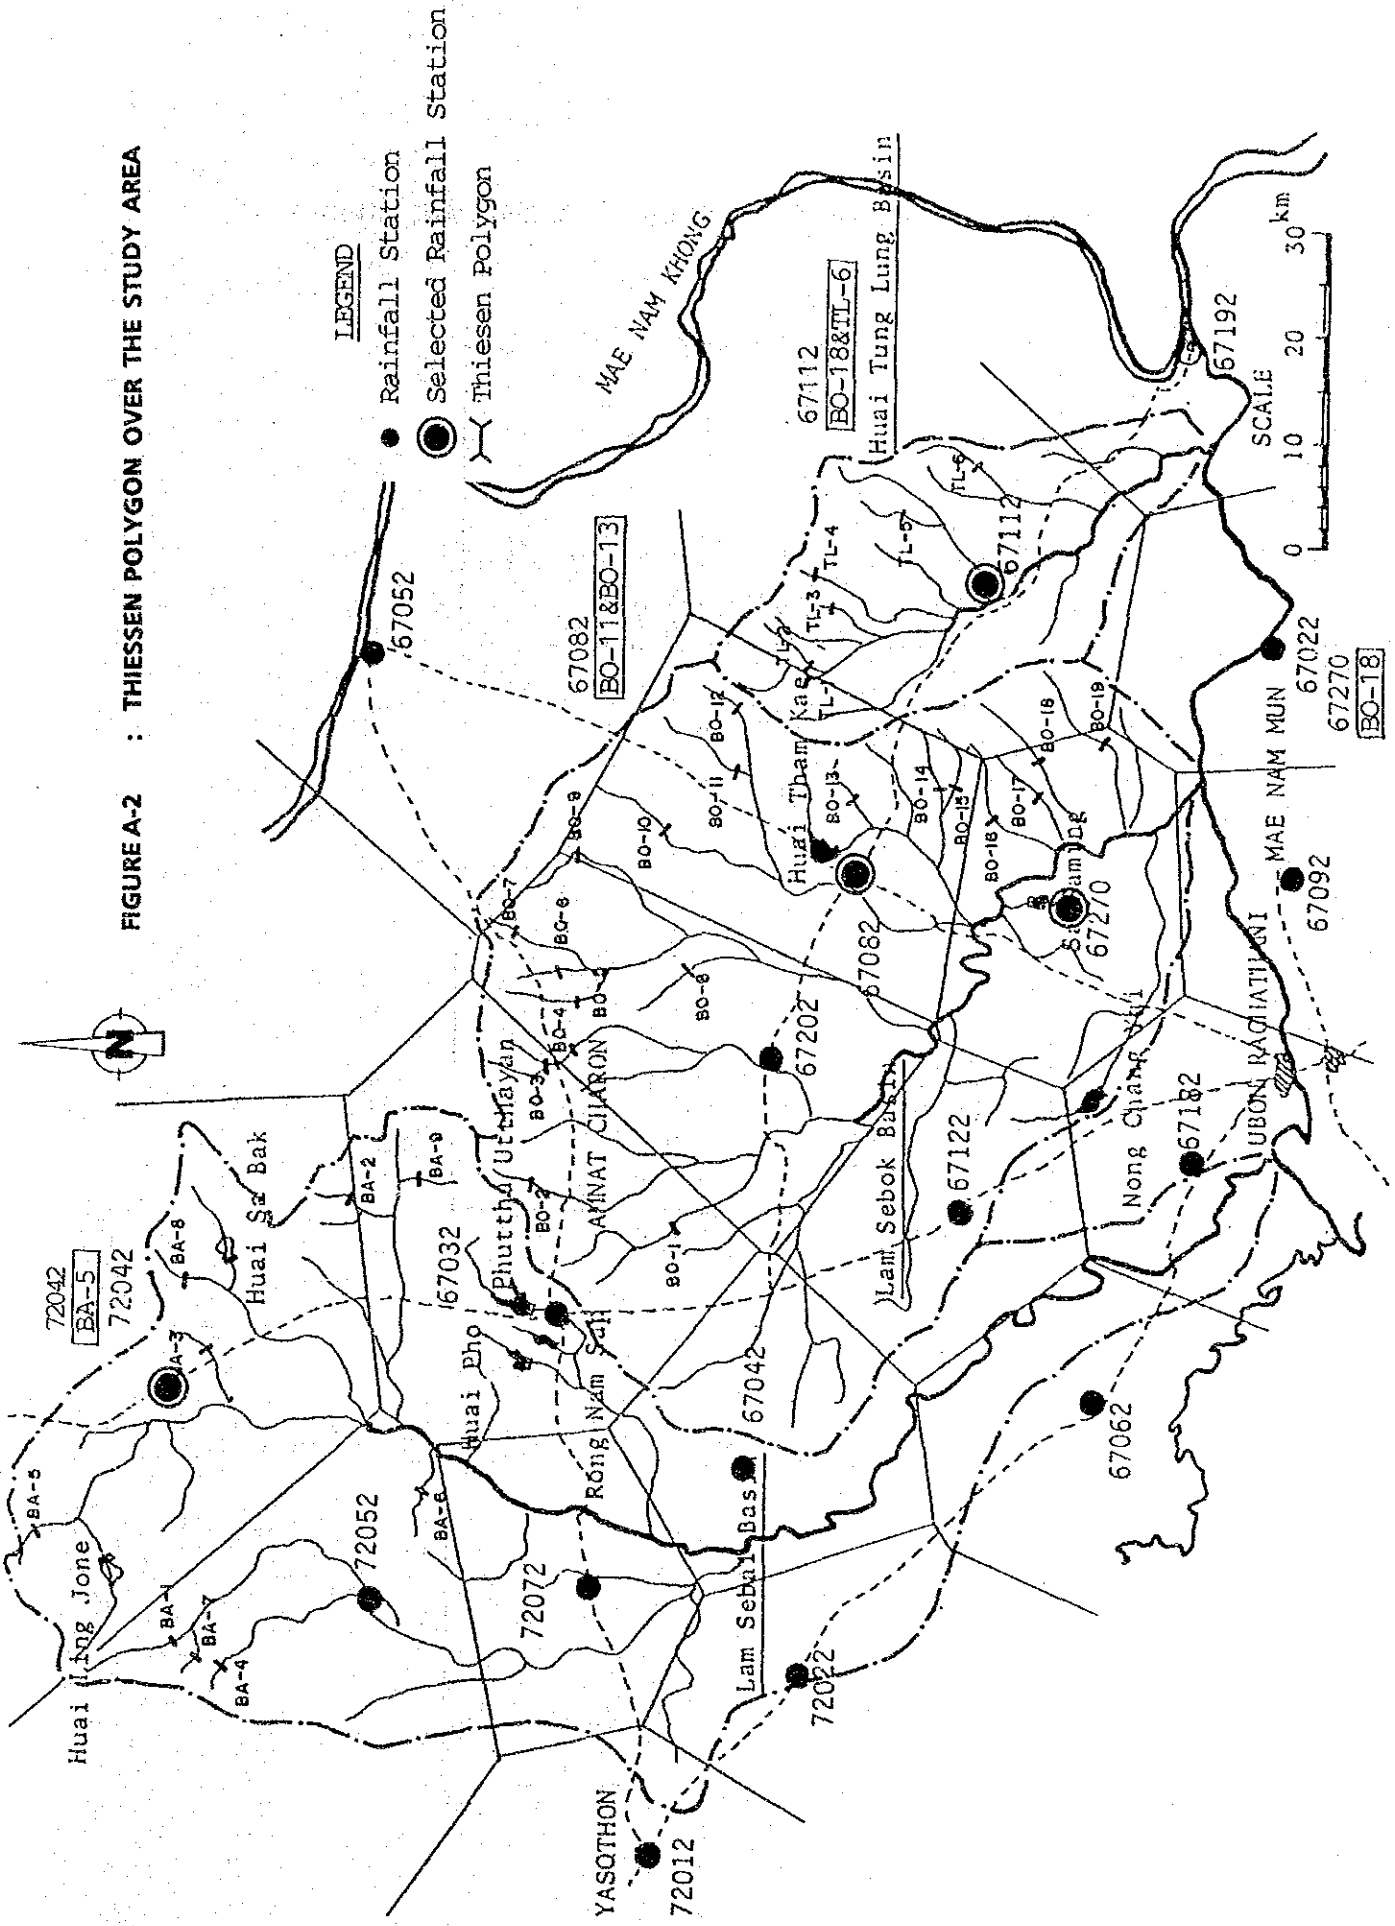 FIGURE A-2 : THIESSEN POLYGON OVER THE STUDY AREA
N
LEGEND
Rainfall Station
Selected Rainfall Station
Thiesen Polygon
72042
BA-5
72042
Huai Ling Jone
BA-5
BA-3
BA-8
Huai Sa Bak
BA-1
BA-7
BA-4
72052
BA-2
BA-9
BA-6
67032
Huai Pho
Phuttha Utthayan
Rong Nam Sap
AMNAT CHARON
72072
YASOTHON
72012
72022
Lam Sebai Basin
67042
BO-1
BO-2
BO-3
BO-4
BO-6
BO-7
BO-8
BO-9
BO-10
BO-11
BO-12
BO-13
BO-14
BO-15
BO-16
BO-17
BO-18
BO-19
67052
67082
BO-11&BO-13
MAE NAM KHONG
67112
BO-18&TL-6
Huai Tung Lung Basin
TL-1
TL-2
TL-3
TL-4
TL-5
TL-6
67112
Huai Tham Kae
67082
67202
Lam Sebok Basin
67122
67270
Nong Chang
67182
67062
UBON RACHATHANI
67092
MAE NAM MUN
67022
67270
BO-18
67192
SCALE
0 10 20 30 km